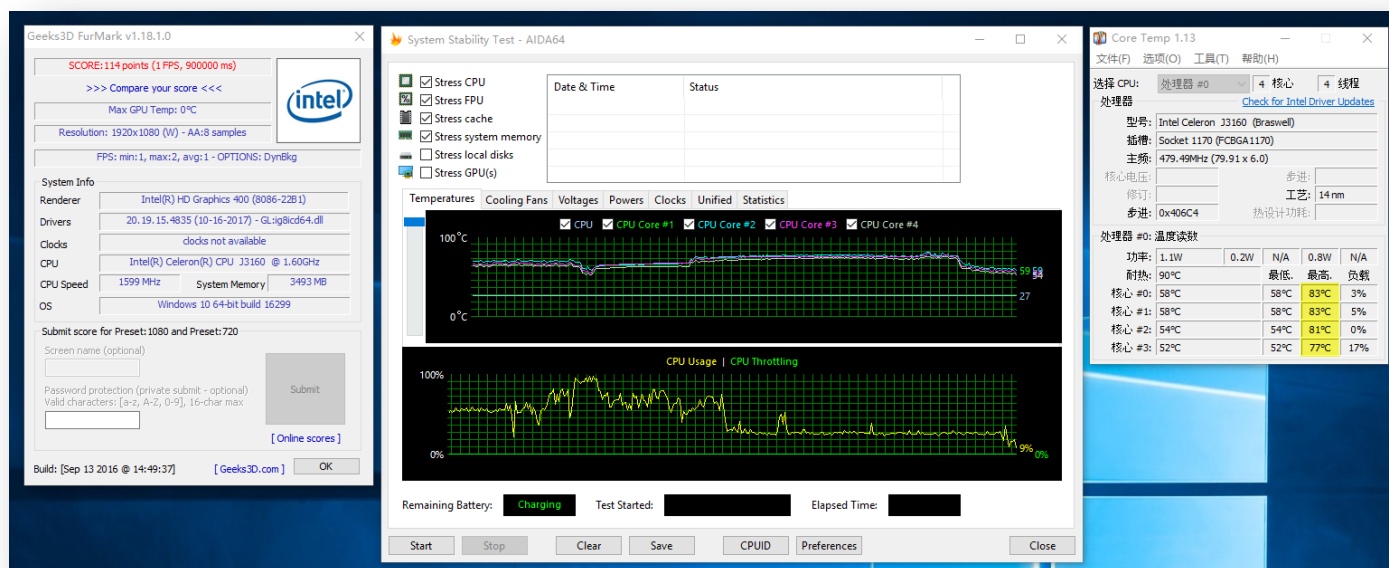 Geeks3D FurMark v1.18.1.0
SCORE:114 points (1 FPS, 900000 ms)
>>> Compare your score <<<
Max GPU Temp: 0°C
Resolution: 1920x1080 (W) - AA:8 samples
FPS: min:1, max:2, avg:1 - OPTIONS: DynBkg
intel
System Info
Renderer Intel(R) HD Graphics 400 (8086-22B1)
Drivers 20.19.15.4835 (10-16-2017) - GL:ig8icd64.dll
Clocks clocks not available
CPU Intel(R) Celeron(R) CPU J3160 @ 1.60GHz
CPU Speed 1599 MHz System Memory 3493 MB
OS Windows 10 64-bit build 16299
Submit score for Preset:1080 and Preset:720
Screen name (optional)
Password protection (private submit - optional)
Valid characters: [a-z, A-Z, 0-9], 16-char max
Submit
[ Online scores ]
Build: [Sep 13 2016 @ 14:49:37] [ Geeks3D.com ] OK
System Stability Test - AIDA64
Stress CPU
Stress FPU
Stress cache
Stress system memory
Stress local disks
Stress GPU(s)
Date & Time Status
Temperatures Cooling Fans Voltages Powers Clocks Unified Statistics
CPU CPU Core #1 CPU Core #2 CPU Core #3 CPU Core #4
100°C
59
54
27
0°C
CPU Usage | CPU Throttling
100%
0%
9% 0%
Remaining Battery: Charging Test Started: Elapsed Time:
Start Stop Clear Save CPUID Preferences Close
Core Temp 1.13
文件(F) 选项(O) 工具(T) 帮助(H)
选择 CPU: 处理器 #0 4 核心 4 线程
处理器 Check for Intel Driver Updates
型号: Intel Celeron J3160 (Braswell)
插槽: Socket 1170 (FCBGA1170)
主频: 479.49MHz (79.91 x 6.0)
核心电压: 步进:
修订: 工艺: 14 nm
步进: 0x406C4 热设计功耗:
处理器 #0: 温度读数
功率: 1.1W 0.2W N/A 0.8W N/A
耐热: 90°C 最低. 最高. 负载
核心 #0: 58°C 58°C 83°C 3%
核心 #1: 58°C 58°C 83°C 5%
核心 #2: 54°C 54°C 81°C 0%
核心 #3: 52°C 52°C 77°C 17%